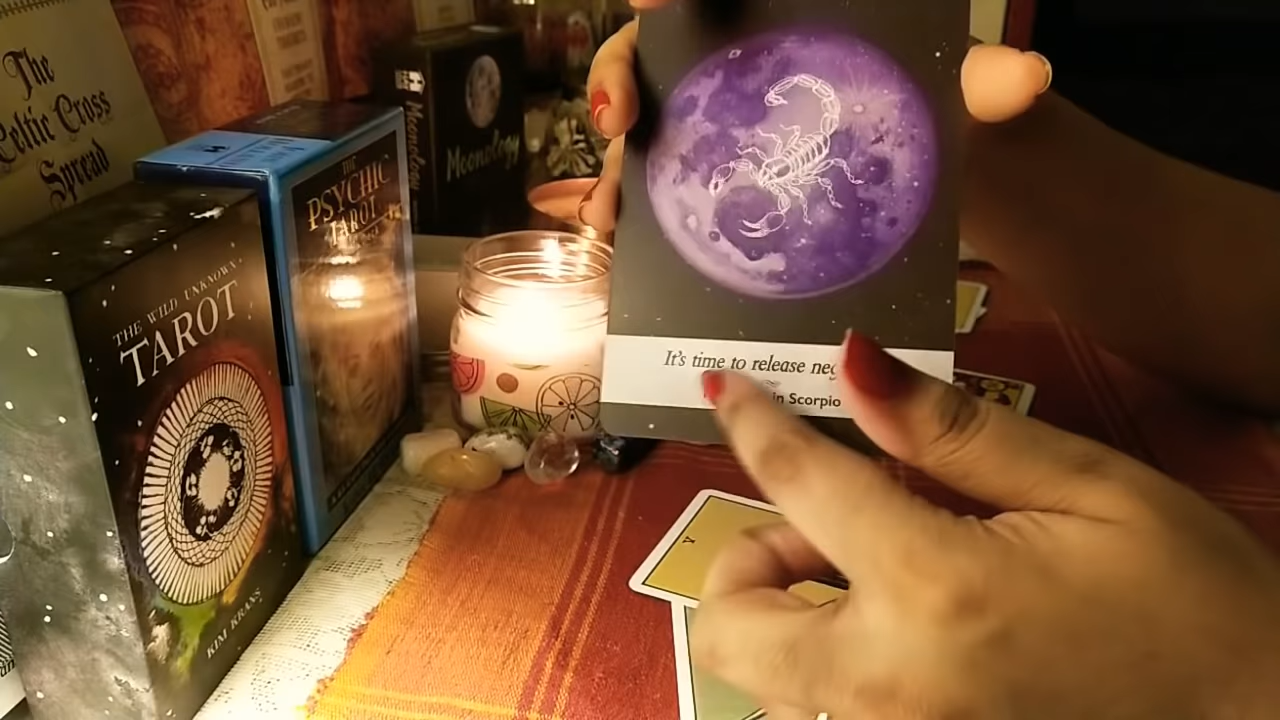 The
Celtic Cross
Spread
Moonology
Moonology
THE
PSYCHIC
TAROT
THE WILD UNKNOWN
TAROT
KIM KRANS
It's time to release neg
in Scorpio